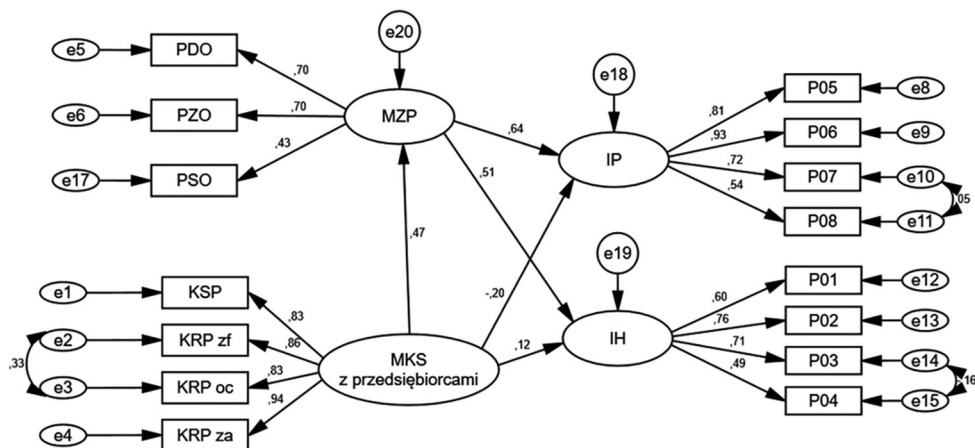 e20
e5
PDO
,70
e18
e6
PZO
,70
MZP
P05
e8
,81
,64
,93
P06
e9
,43
IP
e17
PSO
,51
,72
P07
e10
,54
,05
P08
e11
,47
e19
P01
e12
e1
KSP
-,20
,60
,83
,76
P02
e13
e2
KRP zf
IH
,86
,12
,71
,33
MKS
z przedsiębiorcami
P03
e14
,83
,49
e3
KRP oc
,16
,94
P04
e15
e4
KRP za